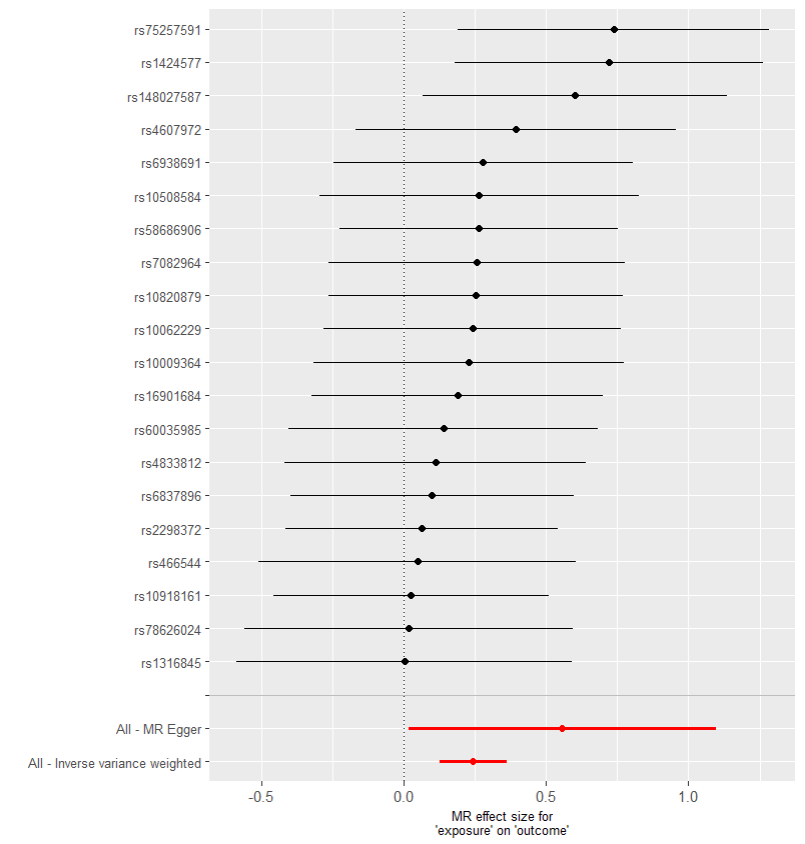 rs75257591
rs1424577
rs148027587
rs4607972
rs6938691
rs10508584
rs58686906
rs7082964
rs10820879
rs10062229
rs10009364
rs16901684
rs60035985
rs4833812
rs6837896
rs2298372
rs466544
rs10918161
rs78626024
rs1316845
All - MR Egger
All - Inverse variance weighted
-0.5 0.0 0.5 1.0
MR effect size for
'exposure' on 'outcome'